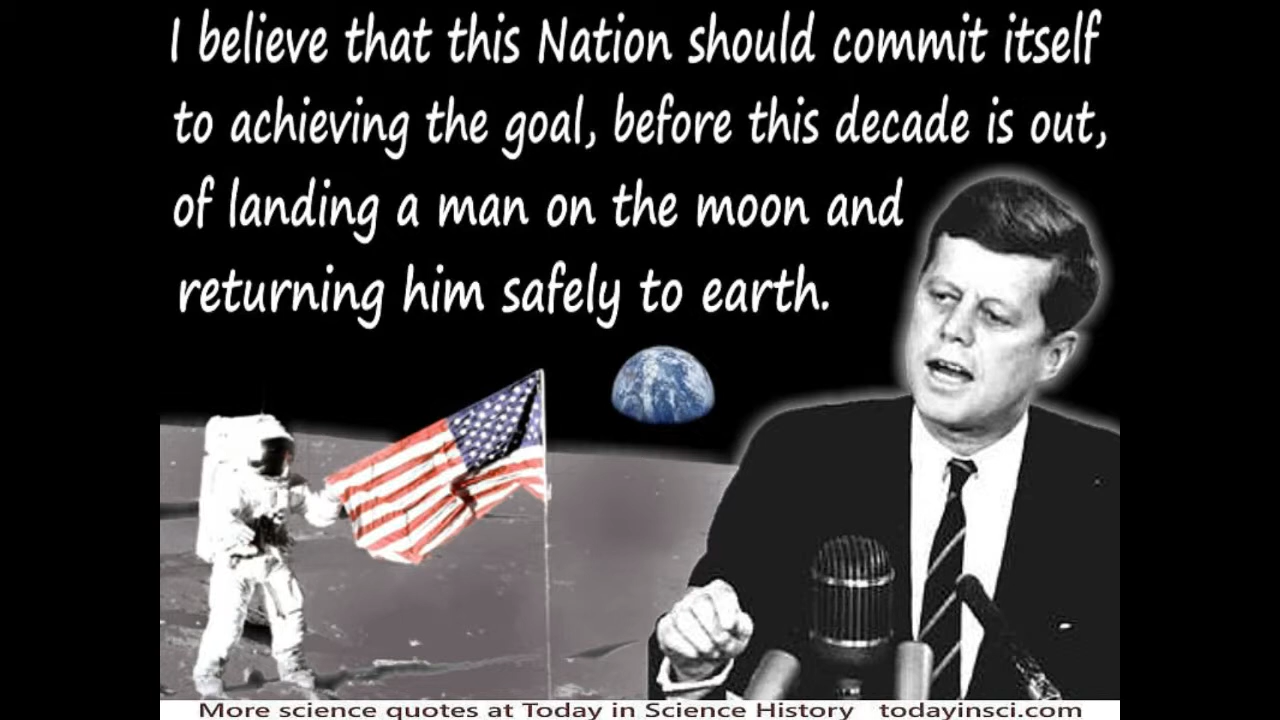 I believe that this Nation should commit itself
to achieving the goal, before this decade is out,
of landing a man on the moon and
returning him safely to earth.
More science quotes at Today in Science History todayinsci.com